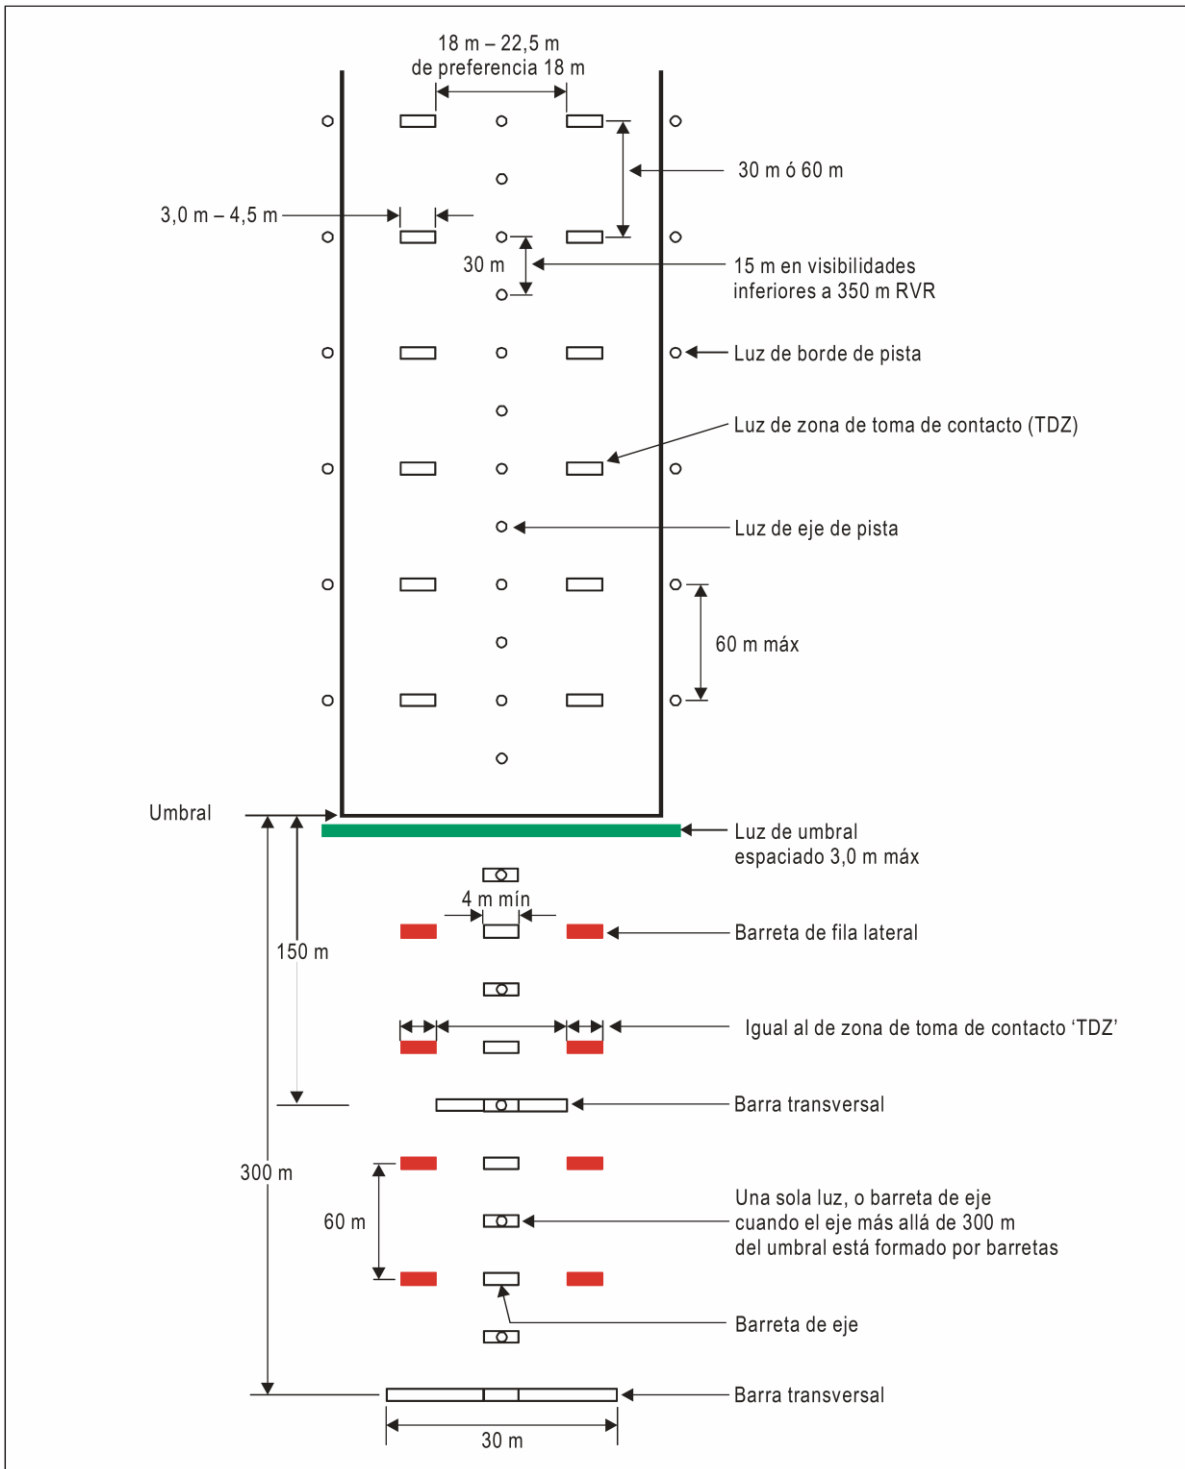 18 m – 22,5 m
de preferencia 18 m
30 m ó 60 m
3,0 m – 4,5 m
30 m
15 m en visibilidades
inferiores a 350 m RVR
Luz de borde de pista
Luz de zona de toma de contacto (TDZ)
Luz de eje de pista
60 m máx
Umbral
Luz de umbral
espaciado 3,0 m máx
4 m mín
Barreta de fila lateral
150 m
Igual al de zona de toma de contacto ‘TDZ’
Barra transversal
300 m
60 m
Una sola luz, o barreta de eje
cuando el eje más allá de 300 m
del umbral está formado por barretas
Barreta de eje
Barra transversal
30 m